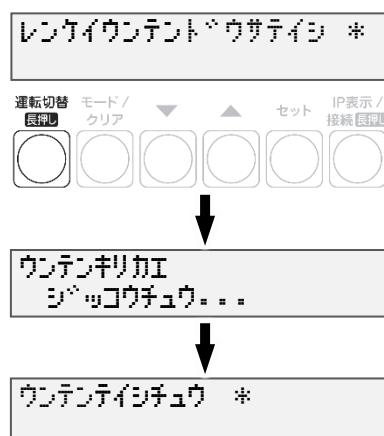 レンケイウンテンドウサテイシ ＊
運転切替 モード/ ▼ ▲ セット IP表示/
長押し クリア 接続 長押し
ウンテンキリカエ
ジッコウチュウ...
ウンテンテイシチュウ ＊